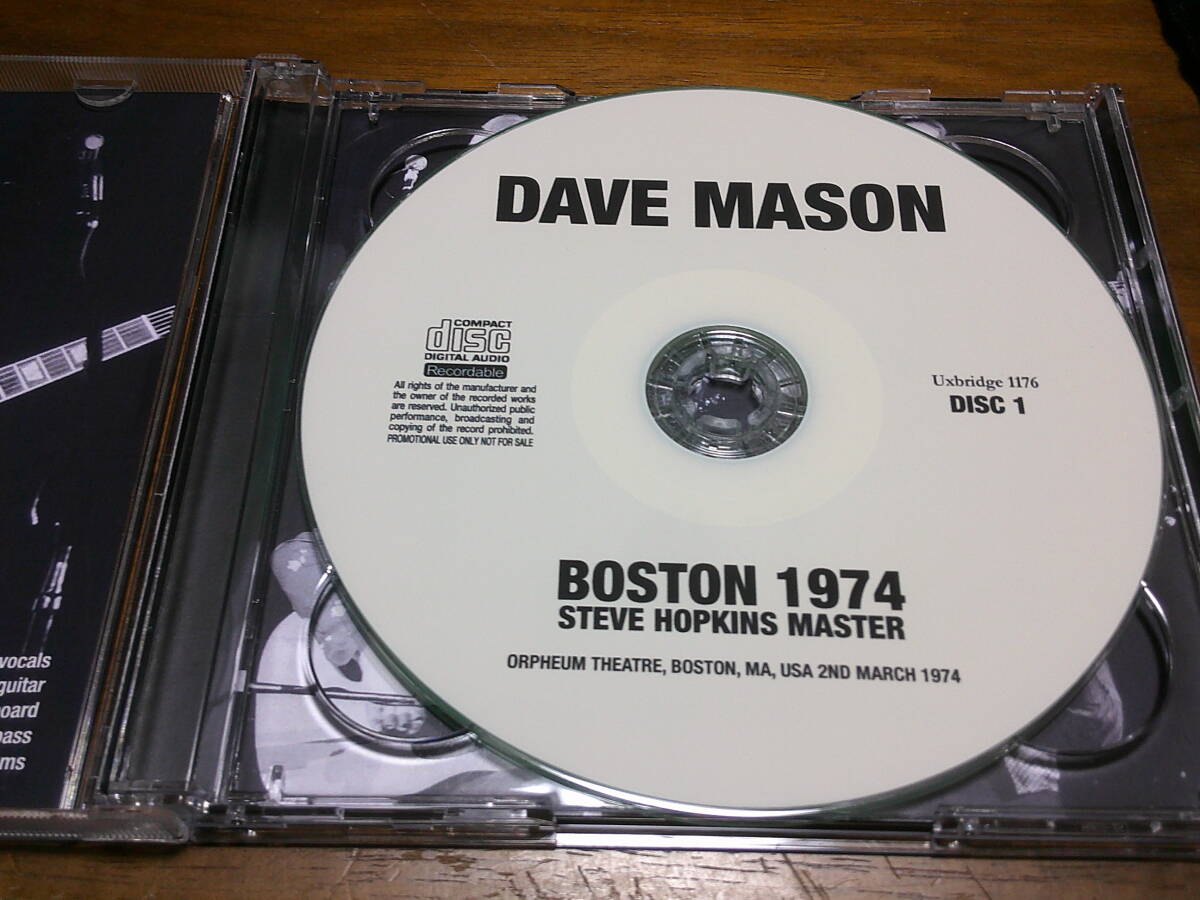 DAVE MASON
COMPACT
disc
DIGITAL AUDIO
Recordable
All rights of the manufacturer and
the owner of the recorded works
are reserved. Unauthorized public
performance, broadcasting and
copying of the record prohibited.
PROMOTIONAL USE ONLY NOT FOR SALE
Uxbridge 1176
DISC 1
BOSTON 1974
STEVE HOPKINS MASTER
ORPHEUM THEATRE, BOSTON, MA, USA 2ND MARCH 1974
vocals
guitar
oard
bass
ms